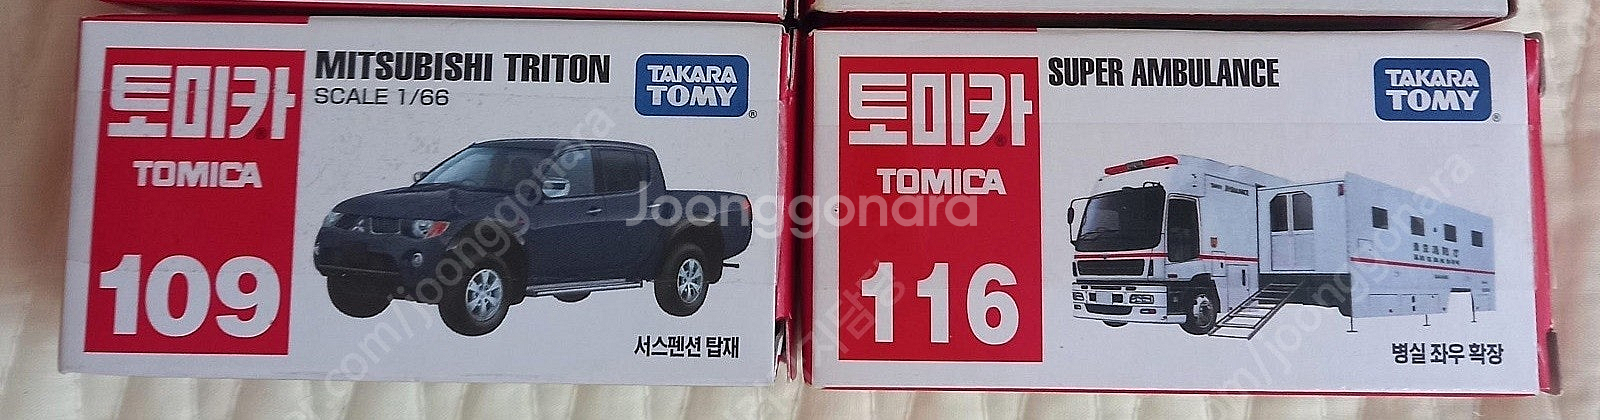 토미카
TOMICA
109
MITSUBISHI TRITON
SCALE 1/66
TAKARA
TOMY
서스펜션 탑재
토미카
TOMICA
116
SUPER AMBULANCE
TAKARA
TOMY
병실 좌우 확장
Joonggonara